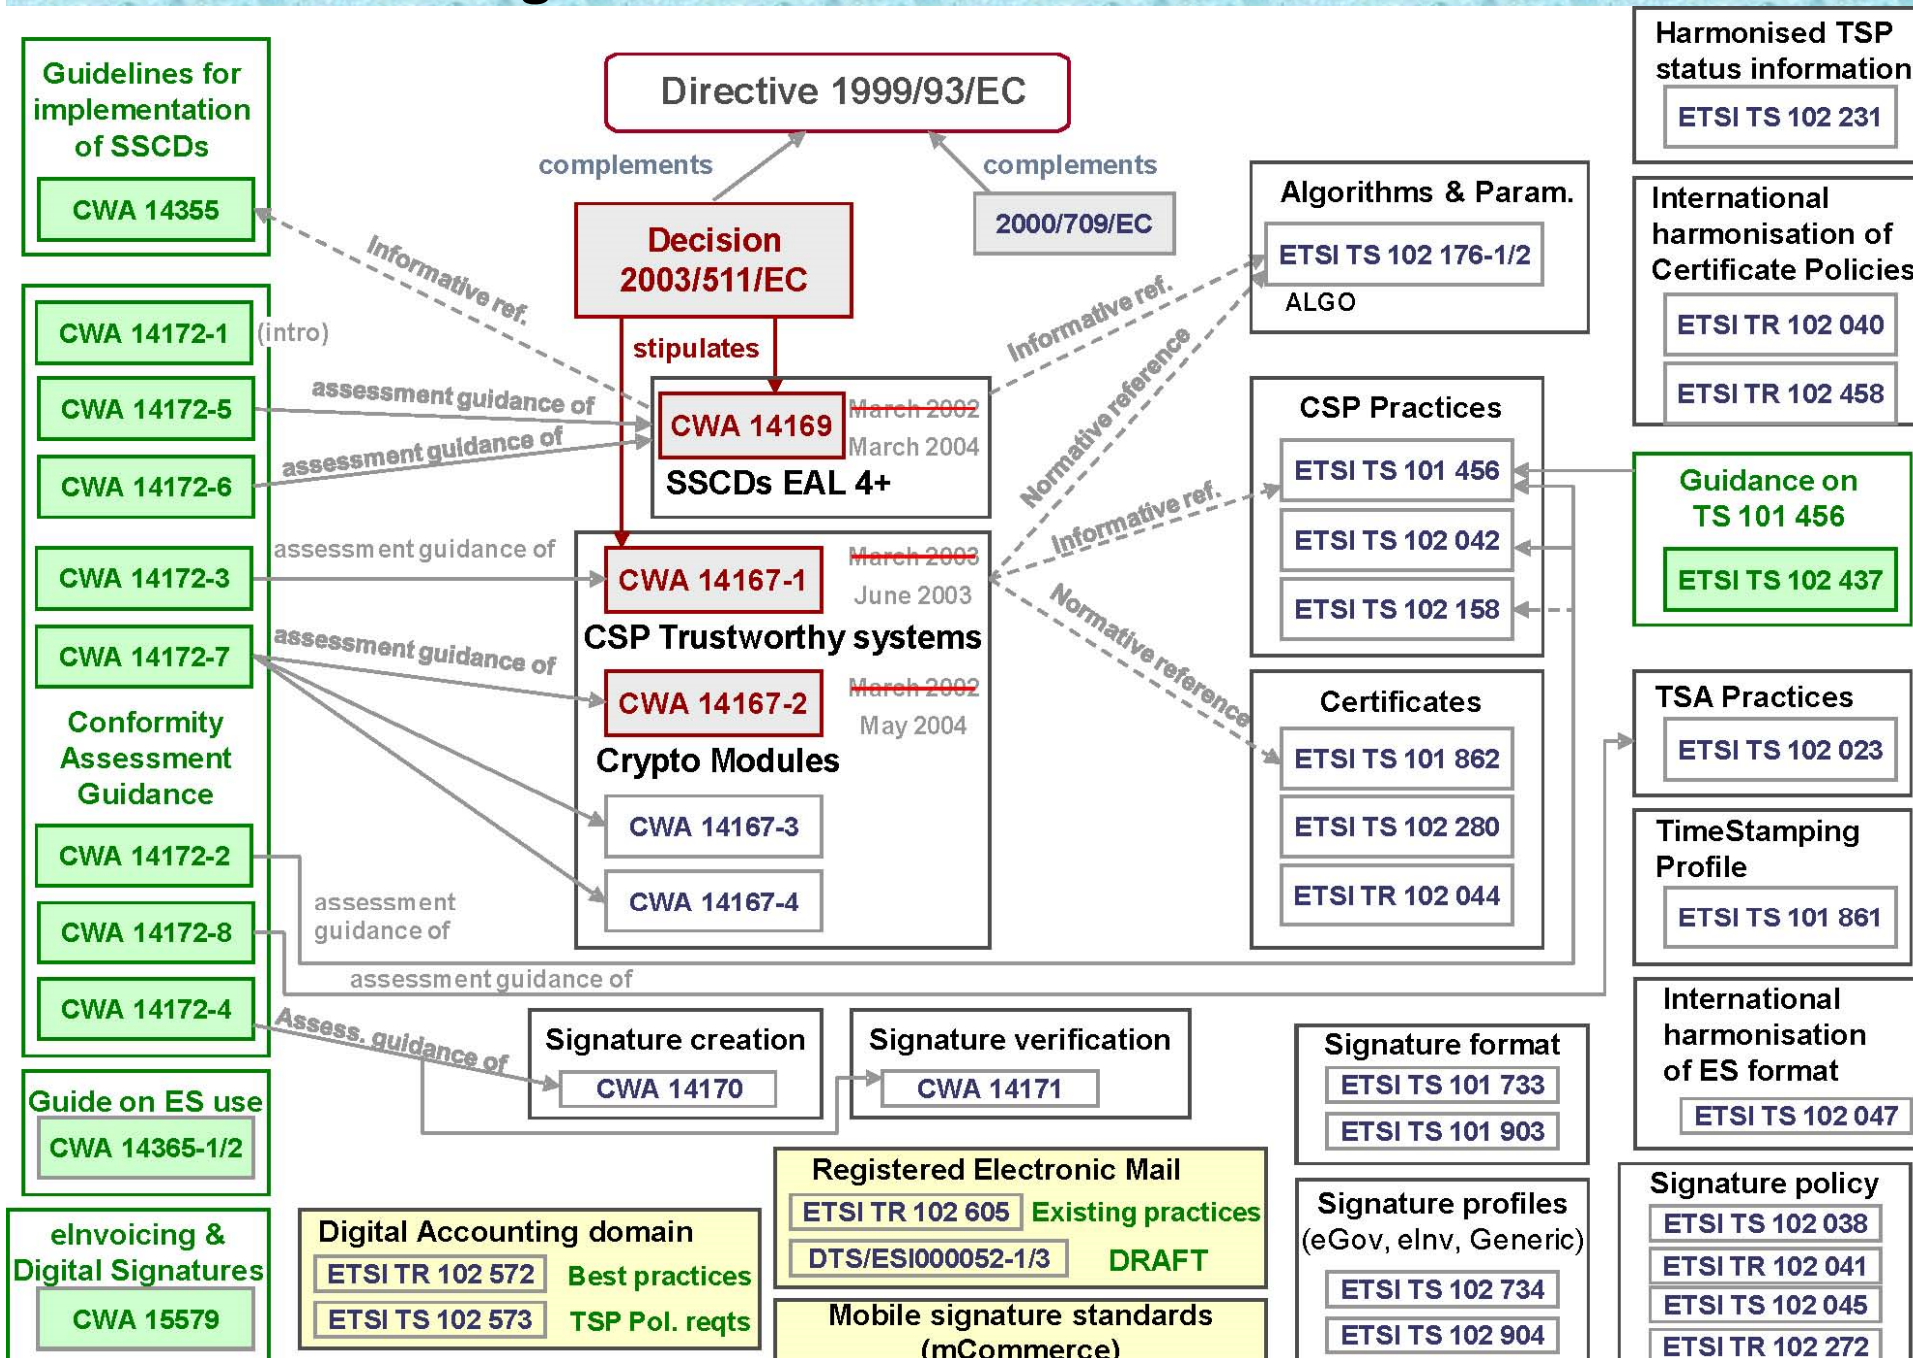 Guidelines for
implementation
of SSCDs
CWA 14355
CWA 14172-1
(intro)
CWA 14172-5
CWA 14172-6
CWA 14172-3
CWA 14172-7
Conformity
Assessment
Guidance
CWA 14172-2
CWA 14172-8
CWA 14172-4
Guide on ES use
CWA 14365-1/2
eInvoicing &
Digital Signatures
CWA 15579
Directive 1999/93/EC
complements
complements
Decision
2003/511/EC
2000/709/EC
stipulates
Informative ref.
assessment guidance of
assessment guidance of
CWA 14169
March 2002
March 2004
SSCDs EAL 4+
assessment guidance of
CWA 14167-1
March 2003
June 2003
CSP Trustworthy systems
assessment guidance of
CWA 14167-2
March 2002
May 2004
Crypto Modules
CWA 14167-3
CWA 14167-4
assessment
guidance of
assessment guidance of
Assess. guidance of
Informative ref.
Normative reference
Informative ref.
Normative reference
Algorithms & Param.
ETSI TS 102 176-1/2
ALGO
CSP Practices
ETSI TS 101 456
ETSI TS 102 042
ETSI TS 102 158
Certificates
ETSI TS 101 862
ETSI TS 102 280
ETSI TR 102 044
Signature creation
CWA 14170
Signature verification
CWA 14171
Signature format
ETSI TS 101 733
ETSI TS 101 903
Digital Accounting domain
ETSI TR 102 572
Best practices
ETSI TS 102 573
TSP Pol. reqts
Registered Electronic Mail
ETSI TR 102 605
Existing practices
DTS/ESI000052-1/3
DRAFT
Mobile signature standards
(mCommerce)
Signature profiles
(eGov, eInv, Generic)
ETSI TS 102 734
ETSI TS 102 904
Harmonised TSP
status information
ETSI TS 102 231
International
harmonisation of
Certificate Policies
ETSI TR 102 040
ETSI TR 102 458
Guidance on
TS 101 456
ETSI TS 102 437
TSA Practices
ETSI TS 102 023
TimeStamping
Profile
ETSI TS 101 861
International
harmonisation
of ES format
ETSI TS 102 047
Signature policy
ETSI TS 102 038
ETSI TR 102 041
ETSI TS 102 045
ETSI TR 102 272